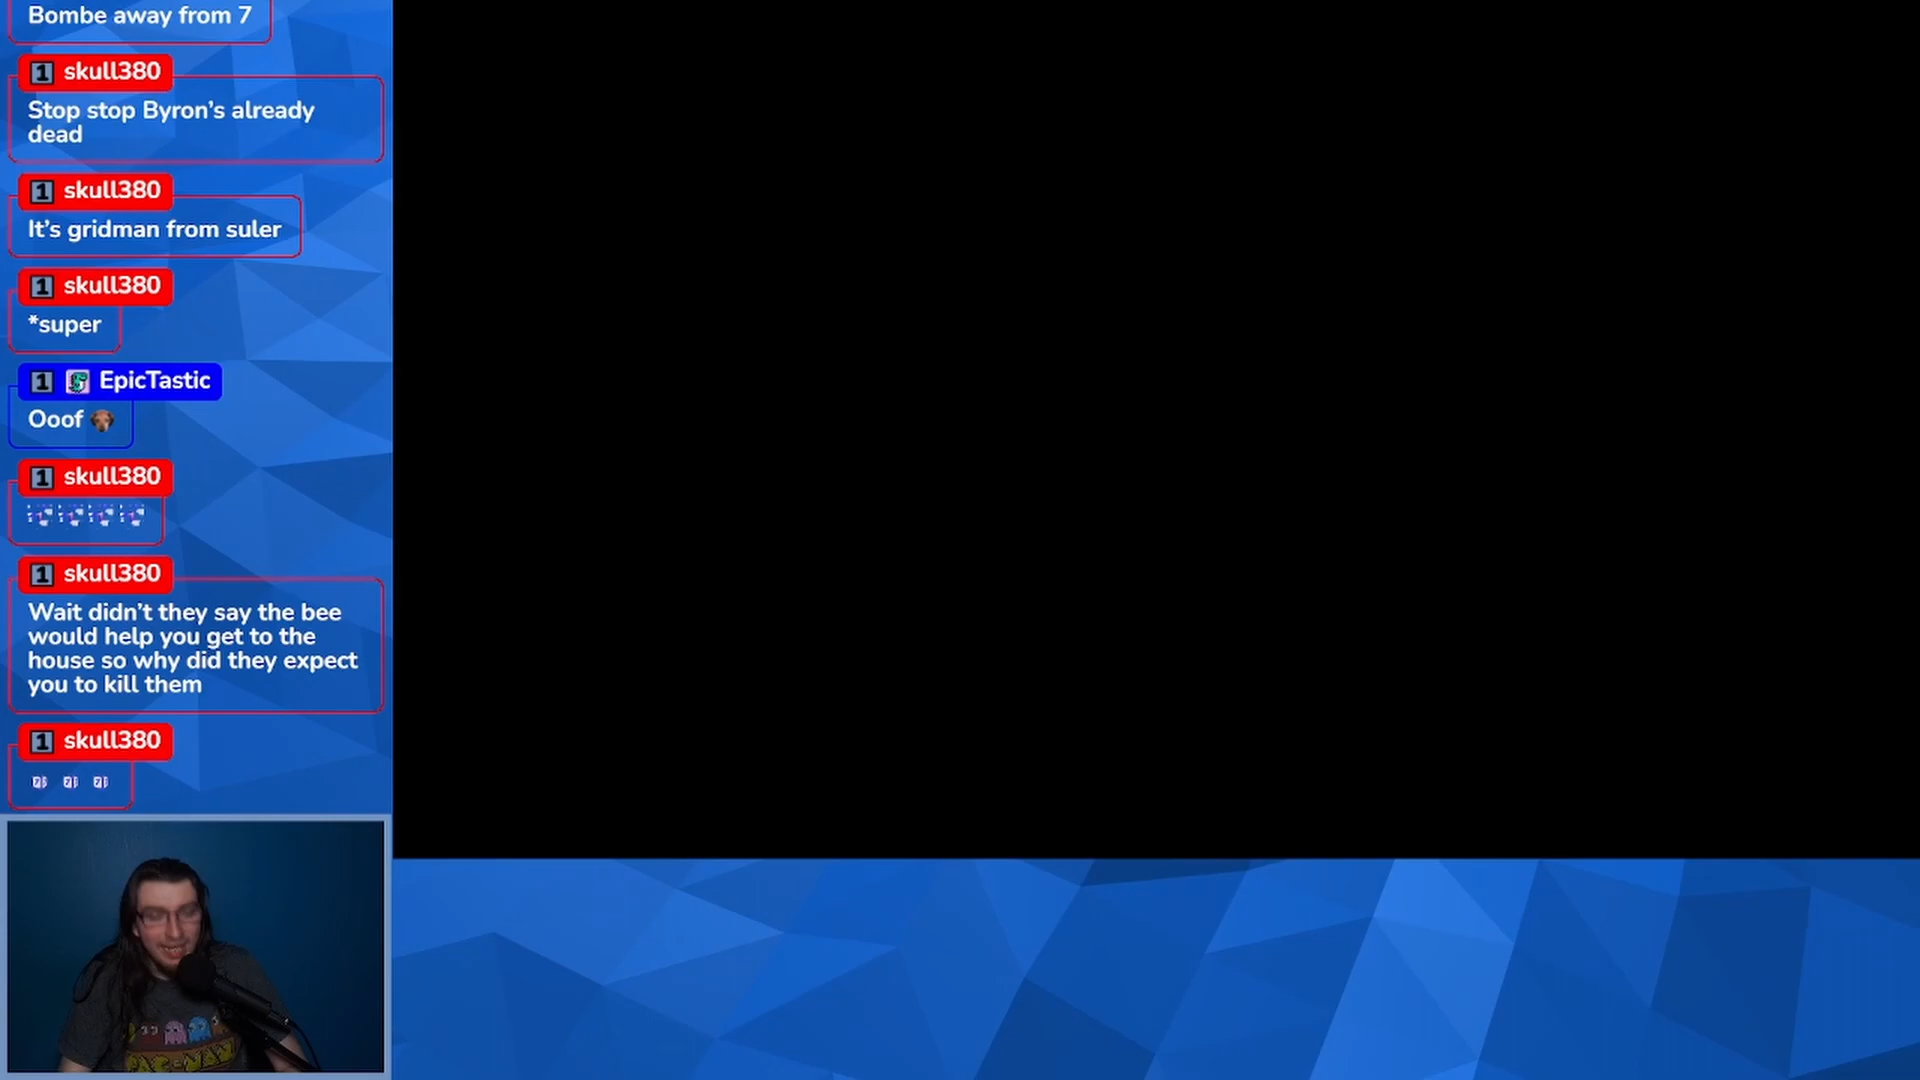 Bombe away from 7
1 skull380
Stop stop Byron’s already
dead
1 skull380
It’s gridman from suler
1 skull380
*super
1 EpicTastic
Ooof
1 skull380
1 skull380
Wait didn’t they say the bee
would help you get to the
house so why did they expect
you to kill them
1 skull380
PAC-MAN